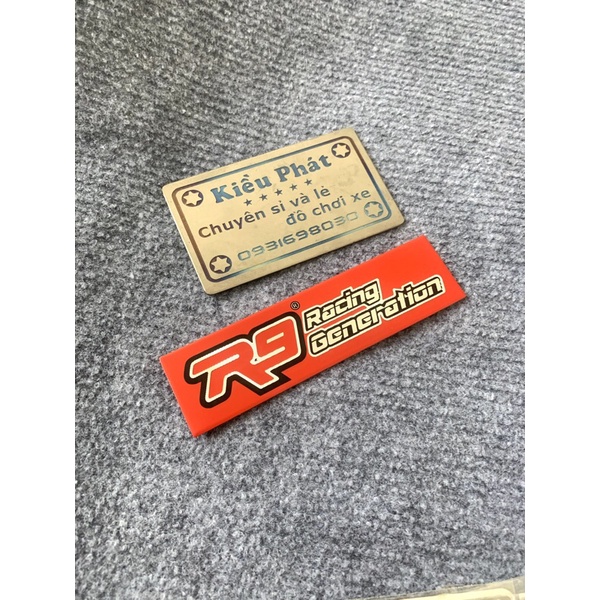 Kiều Phát
Chuyên sỉ và lẻ
đồ chơi xe
0931698030
R9® Racing
Generation